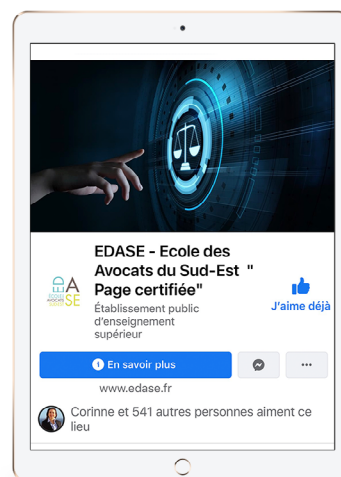 EDASE - Ecole des
Avocats du Sud-Est "
Page certifiée"
Établissement public
d'enseignement
supérieur
J'aime déjà
En savoir plus
www.edase.fr
Corinne et 541 autres personnes aiment ce
lieu